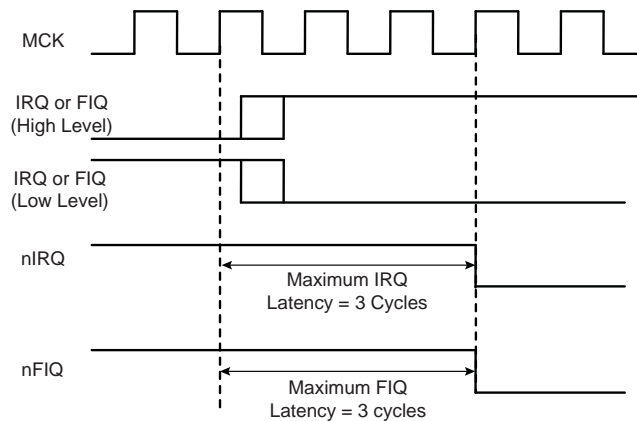 MCK
IRQ or FIQ
(High Level)
IRQ or FIQ
(Low Level)
nIRQ
Maximum IRQ
Latency = 3 Cycles
nFIQ
Maximum FIQ
Latency = 3 cycles